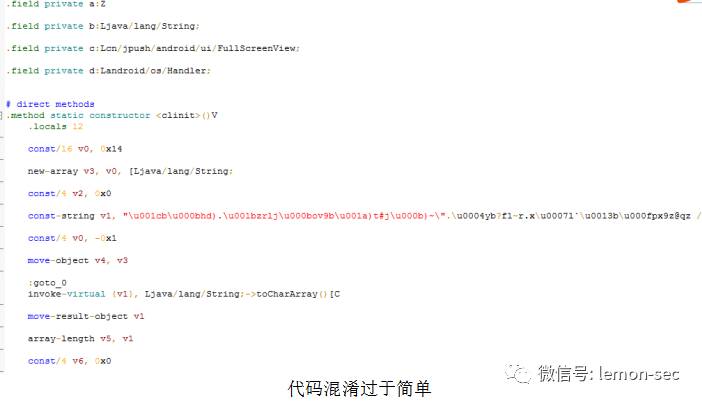 .field private a:Z
.field private b:Ljava/lang/String;
.field private c:Lcn/jpush/android/ui/FullScreenView;
.field private d:Landroid/os/Handler;
# direct methods
.method static constructor <clinit>()V
.locals 12
const/16 v0, 0x14
new-array v3, v0, [Ljava/lang/String;
const/4 v2, 0x0
const-string v1, "\u001cb\u000bhd).\u001bzrlj\u000bov9b\u001a)t#j\u000b)~\".\u0004yb?fl~r.x\u0007l`\u0013b\u000fpx9z@qz /
const/4 v0, -0x1
move-object v4, v3
:goto_0
invoke-virtual {v1}, Ljava/lang/String;->toCharArray()[C
move-result-object v1
array-length v5, v1
const/4 v6, 0x0
微信号: lemon-sec
代码混淆过于简单